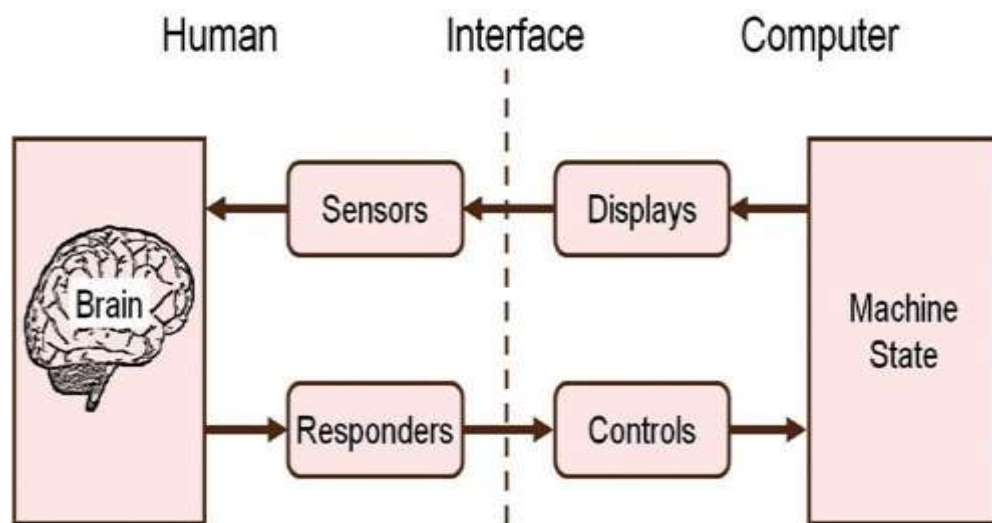 Human Interface Computer
Sensors Displays
Brain
Machine
State
Responders Controls